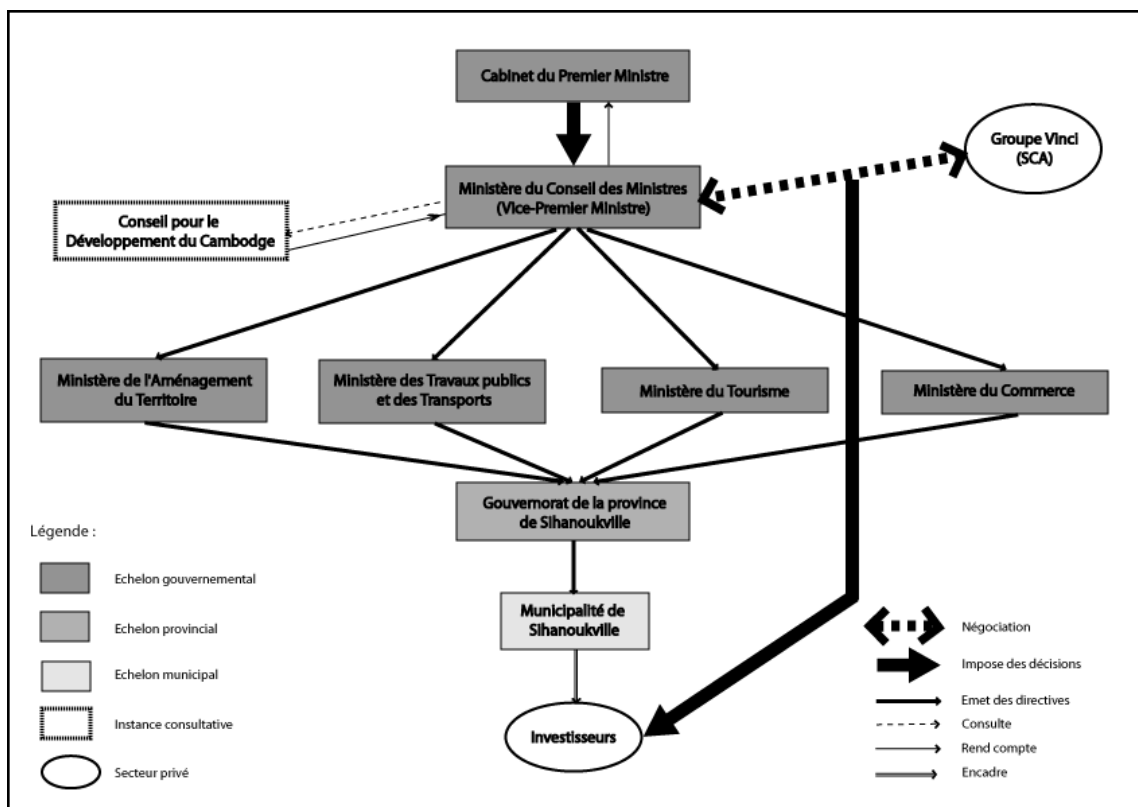 Cabinet du Premier Ministre
Groupe Vinci
(SCA)
Ministère du Conseil des Ministres
(Vice-Premier Ministre)
Conseil pour le
Développement du Cambodge
Ministère de l'Aménagement
du Territoire
Ministère des Travaux publics
et des Transports
Ministère du Tourisme
Ministère du Commerce
Gouvernorat de la province
de Sihanoukville
Municipalité de
Sihanoukville
Investisseurs
Légende :
Echelon gouvernemental
Echelon provincial
Echelon municipal
Instance consultative
Secteur privé
Négociation
Impose des décisions
Emet des directives
Consulte
Rend compte
Encadre